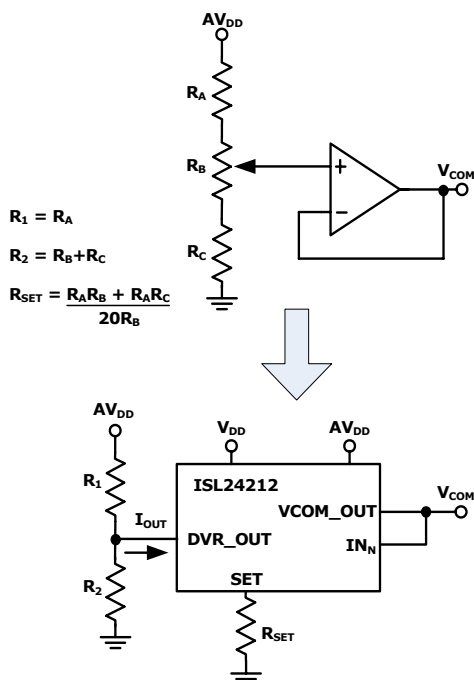 AVDD
RA
RB
+
VCOM
−
R1 = RA
R2 = RB+RC
RC
RSET = RARB + RARC
20RB
AVDD
VDD
AVDD
R1
ISL24212
VCOM
IOUT
VCOM_OUT
DVR_OUT
INN
R2
SET
RSET